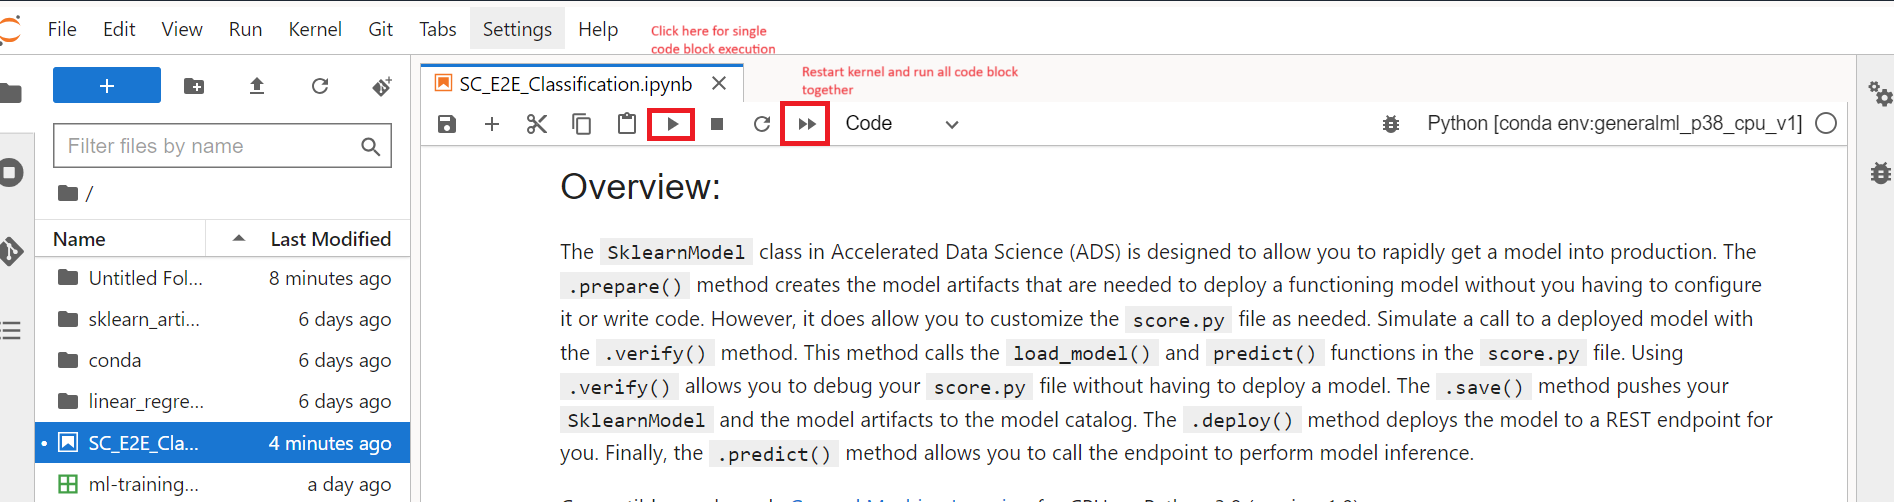 File Edit View Run Kernel Git Tabs Settings Help
Click here for single
code block execution
SC_E2E_Classification.ipynb
Restart kernel and run all code block
together
Code
Python [conda env:generalml_p38_cpu_v1]
Filter files by name
/
Name Last Modified
Untitled Fol... 8 minutes ago
sklearn_arti... 6 days ago
conda 6 days ago
linear_regre... 6 days ago
SC_E2E_Cla... 4 minutes ago
ml-training... a day ago
Overview:
The SklearnModel class in Accelerated Data Science (ADS) is designed to allow you to rapidly get a model into production. The
.prepare() method creates the model artifacts that are needed to deploy a functioning model without you having to configure
it or write code. However, it does allow you to customize the score.py file as needed. Simulate a call to a deployed model with
the .verify() method. This method calls the load_model() and predict() functions in the score.py file. Using
.verify() allows you to debug your score.py file without having to deploy a model. The .save() method pushes your
SklearnModel and the model artifacts to the model catalog. The .deploy() method deploys the model to a REST endpoint for
you. Finally, the .predict() method allows you to call the endpoint to perform model inference.